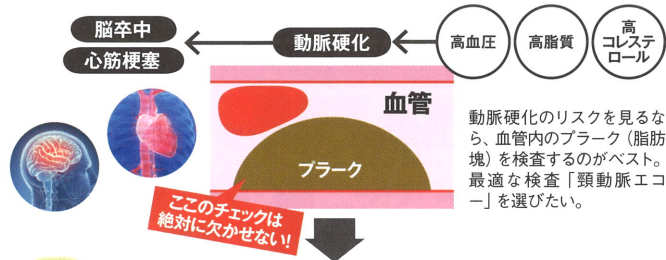 脳卒中
心筋梗塞
動脈硬化
高血圧
高脂質
高
コレステ
ロール
血管
プラーク
ここのチェックは
絶対に欠かせない!
動脈硬化のリスクを見るな
ら、血管内のプラーク（脂肪
塊）を検査するのがベスト。
最適な検査「頸動脈エコ
ー」を選びたい。